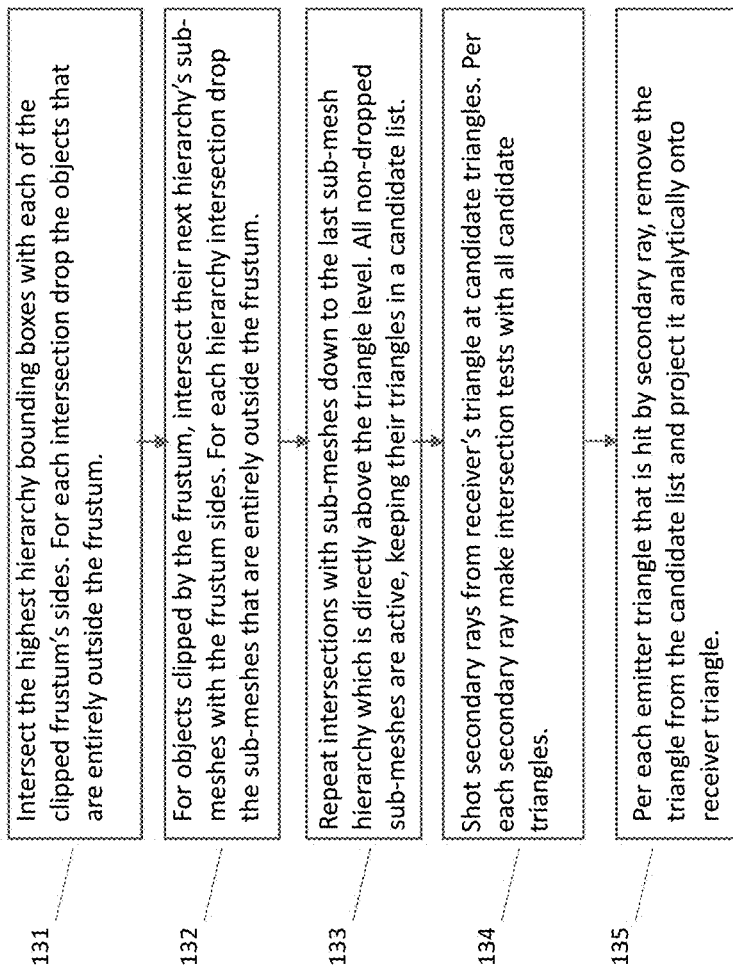 131
Intersect the highest hierarchy bounding boxes with each of the
clipped frustum's sides. For each intersection drop the objects that
are entirely outside the frustum.
132
For objects clipped by the frustum, intersect their next hierarchy's sub-
meshes with the frustum sides. For each hierarchy intersection drop
the sub-meshes that are entirely outside the frustum.
133
Repeat intersections with sub-meshes down to the last sub-mesh
hierarchy which is directly above the triangle level. All non-dropped
sub-meshes are active, keeping their triangles in a candidate list.
134
Shot secondary rays from receiver's triangle at candidate triangles. Per
each secondary ray make intersection tests with all candidate
triangles.
135
Per each emitter triangle that is hit by secondary ray, remove the
triangle from the candidate list and project it analytically onto
receiver triangle.